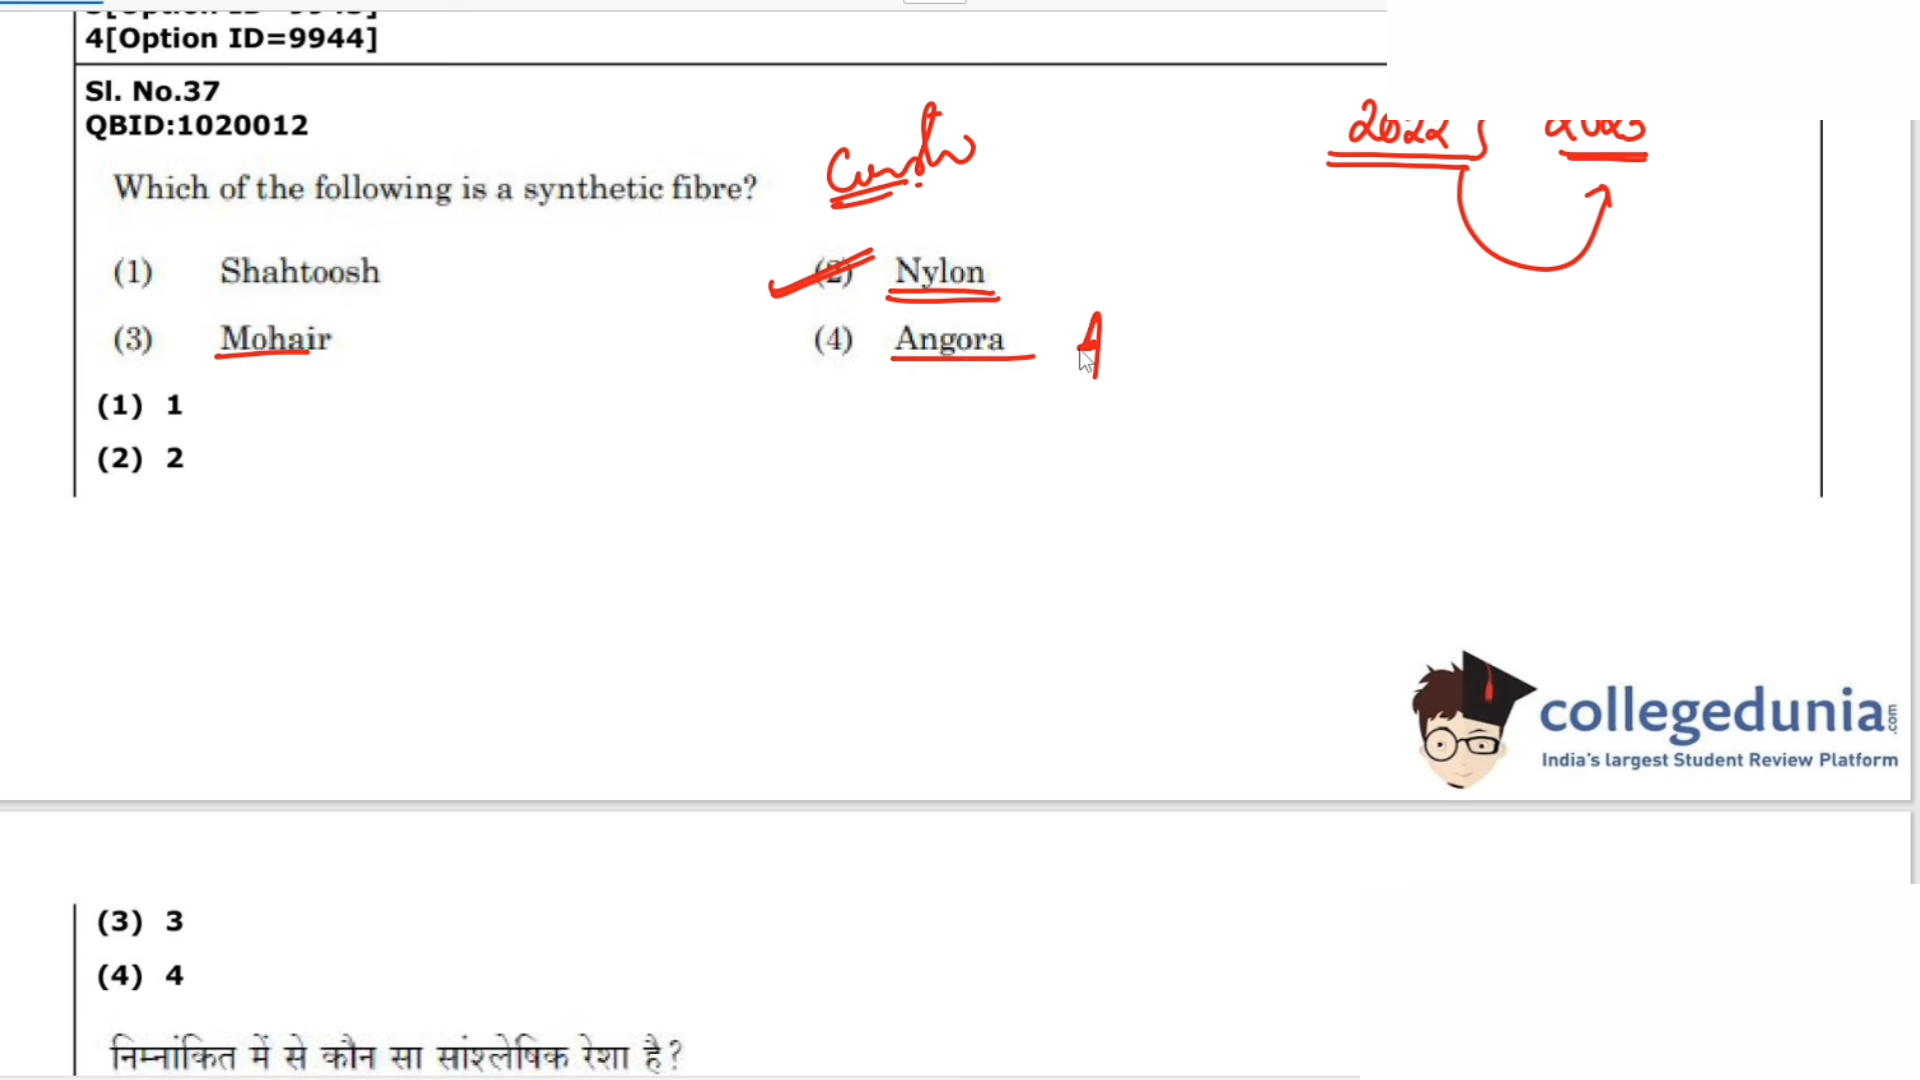 4[Option ID=9944]
Sl. No.37
QBID:1020012
2022
Which of the following is a synthetic fibre?
(1) Shahtoosh (2) Nylon
(3) Mohair (4) Angora A
(1) 1
(2) 2
collegedunia.com
India's largest Student Review Platform
(3) 3
(4) 4
निम्नांकित में से कौन सा सांश्लेषिक रेशा है?